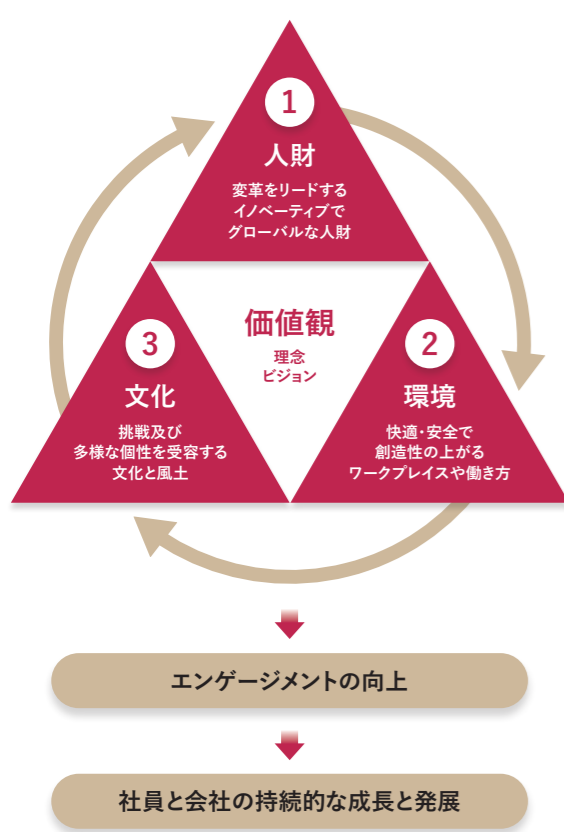 1
人財
変革をリードする
イノベーティブで
グローバルな人財
価値観
理念
ビジョン
2
環境
快適・安全で
創造性の上がる
ワークプレイスや働き方
3
文化
挑戦及び
多様な個性を受容する
文化と風土
エンゲージメントの向上
社員と会社の持続的な成長と発展